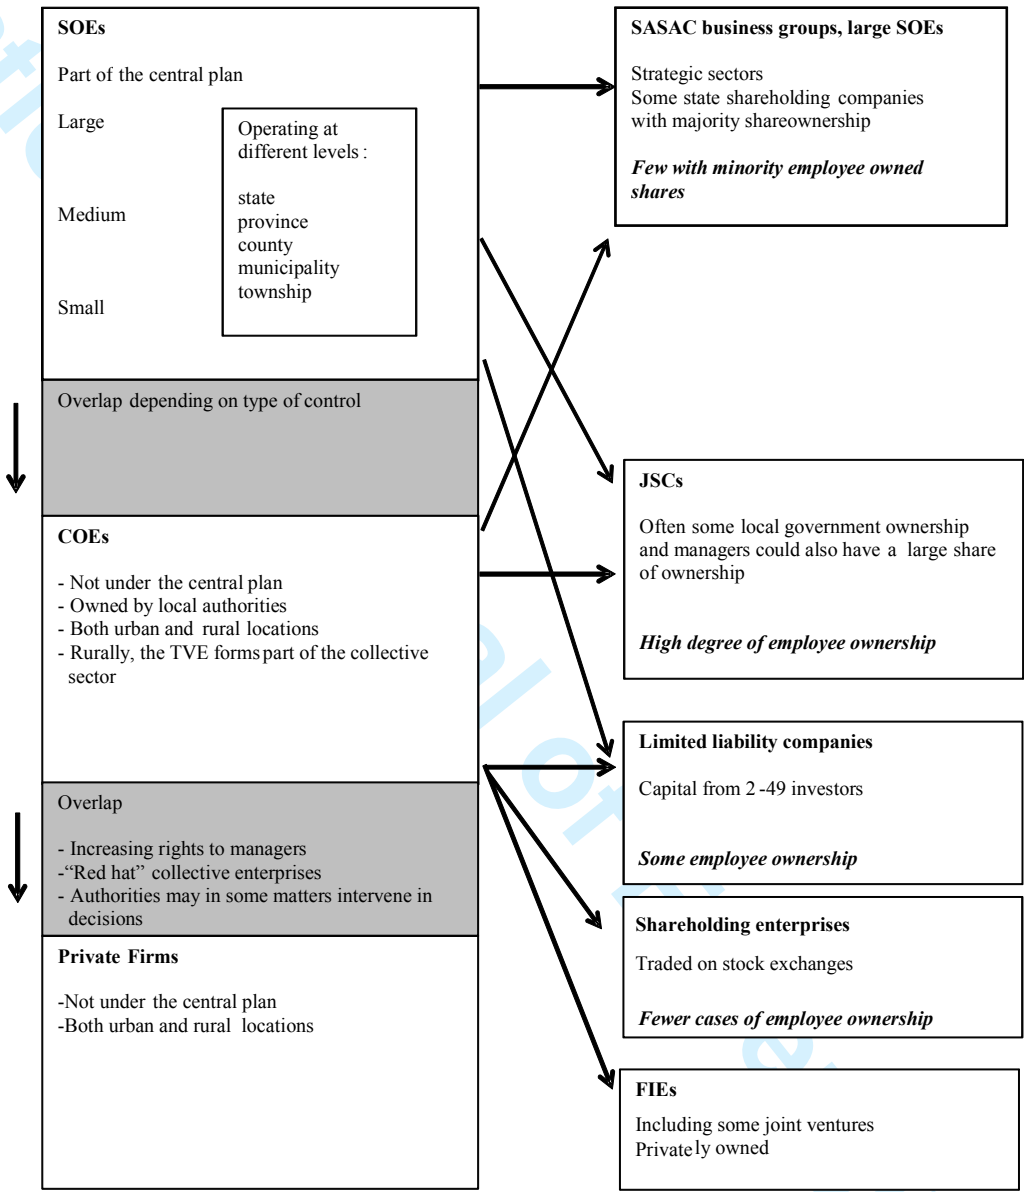 SOEs
Part of the central plan
Large
Medium
Small
Operating at
different levels :
state
province
county
municipality
township
Overlap depending on type of control
COEs
- Not under the central plan
- Owned by local authorities
- Both urban and rural locations
- Rurally, the TVE forms part of the collective
sector
Overlap
- Increasing rights to managers
-“Red hat” collective enterprises
- Authorities may in some matters intervene in
decisions
Private Firms
-Not under the central plan
-Both urban and rural locations
SASAC business groups, large SOEs
Strategic sectors
Some state shareholding companies
with majority shareownership
Few with minority employee owned
shares
JSCs
Often some local government ownership
and managers could also have a large share
of ownership
High degree of employee ownership
Limited liability companies
Capital from 2-49 investors
Some employee ownership
Shareholding enterprises
Traded on stock exchanges
Fewer cases of employee ownership
FIEs
Including some joint ventures
Privately owned